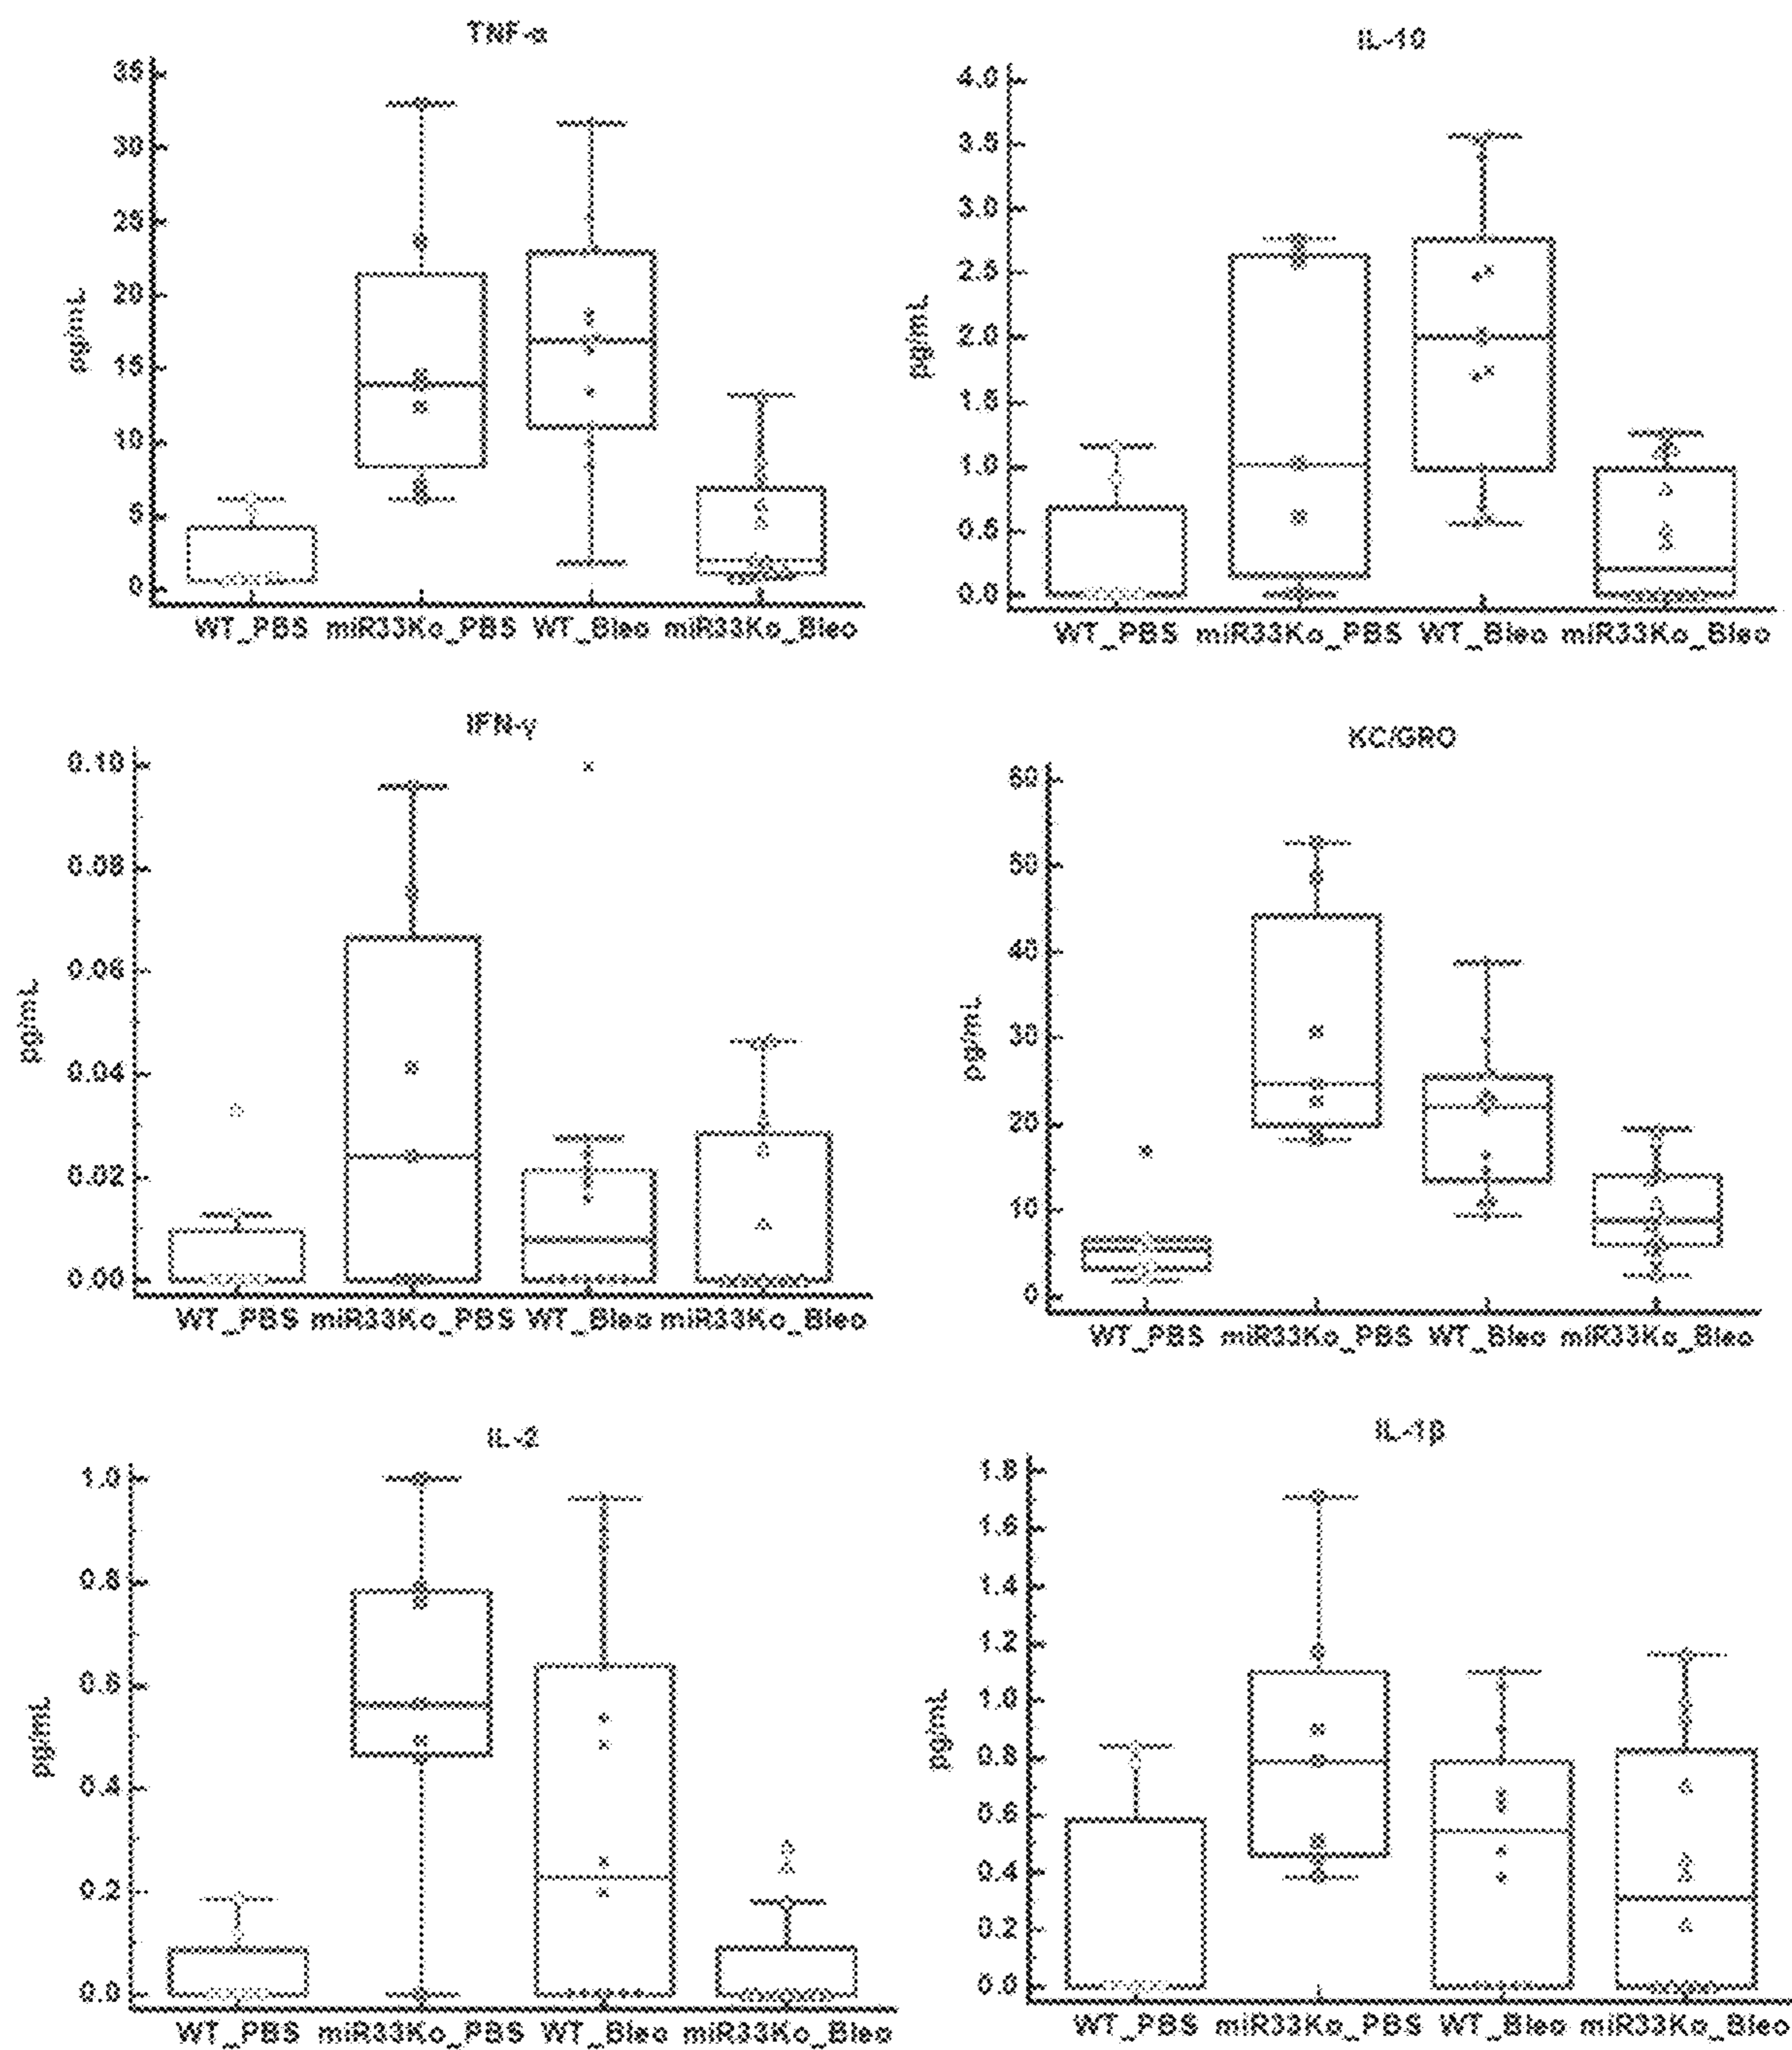 TNF-α
35
30
25
20
15
10
5
0
pg/mL
WT_PBS miR33Ko_PBS WT_Bleo miR33Ko_Bleo
IL-10
4.0
3.5
3.0
2.5
2.0
1.5
1.0
0.5
0.0
pg/mL
WT_PBS miR33Ko_PBS WT_Bleo miR33Ko_Bleo
IFN-γ
0.10
0.08
0.06
0.04
0.02
0.00
pg/mL
WT_PBS miR33Ko_PBS WT_Bleo miR33Ko_Bleo
KC/GRO
60
50
40
30
20
10
0
pg/mL
WT_PBS miR33Ko_PBS WT_Bleo miR33Ko_Bleo
IL-2
1.0
0.8
0.6
0.4
0.2
0.0
pg/mL
WT_PBS miR33Ko_PBS WT_Bleo miR33Ko_Bleo
IL-1β
1.8
1.6
1.4
1.2
1.0
0.8
0.6
0.4
0.2
0.0
pg/mL
WT_PBS miR33Ko_PBS WT_Bleo miR33Ko_Bleo